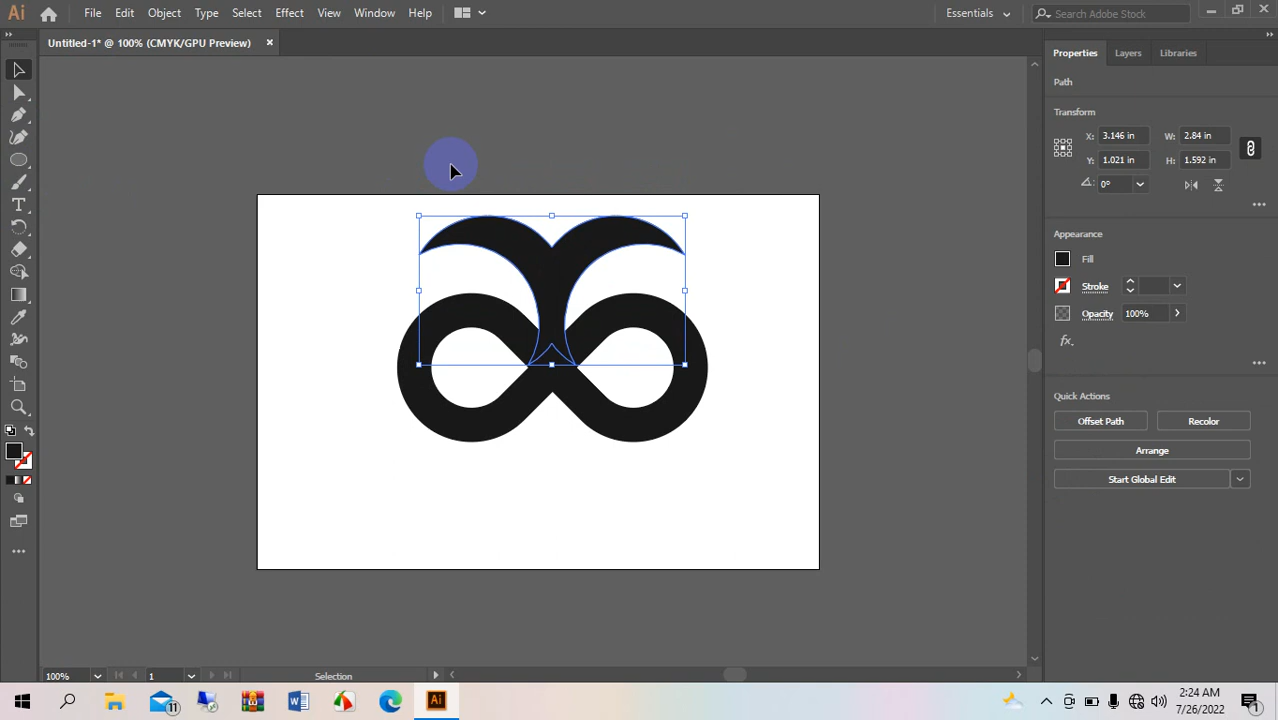 Ai File Edit Object Type Select Effect View Window Help Essentials Search Adobe Stock
Untitled-1* @ 100% (CMYK/GPU Preview)
Properties Layers Libraries
Path
Transform
X: 3.146 in W: 2.84 in
Y: 1.021 in H: 1.592 in
0°
Appearance
Fill
Stroke
Opacity 100%
fx.
Quick Actions
Offset Path Recolor
Arrange
Start Global Edit
T
100% 1 Selection
11 W Ai 2:24 AM
7/26/2022 1